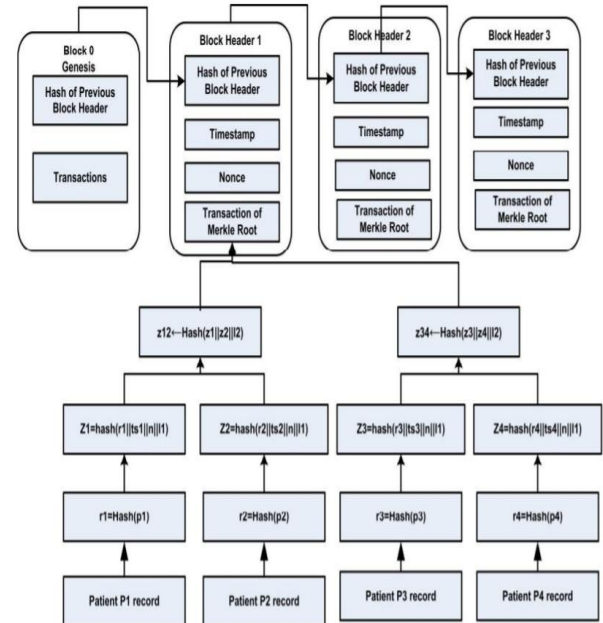 Block 0
Genesis
Hash of Previous
Block Header
Transactions
Block Header 1
Hash of Previous
Block Header
Timestamp
Nonce
Transaction of
Merkle Root
Block Header 2
Hash of Previous
Block Header
Timestamp
Nonce
Transaction of
Merkle Root
Block Header 3
Hash of Previous
Block Header
Timestamp
Nonce
Transaction of
Merkle Root
z12←Hash(z1||z2||l2)
z34←Hash(z3||z4||l2)
Z1=hash(r1||ts1||n||l1)
Z2=hash(r2||ts2||n||l1)
Z3=hash(r3||ts3||n||l1)
Z4=hash(r4||ts4||n||l1)
r1=Hash(p1)
r2=Hash(p2)
r3=Hash(p3)
r4=Hash(p4)
Patient P1 record
Patient P2 record
Patient P3 record
Patient P4 record